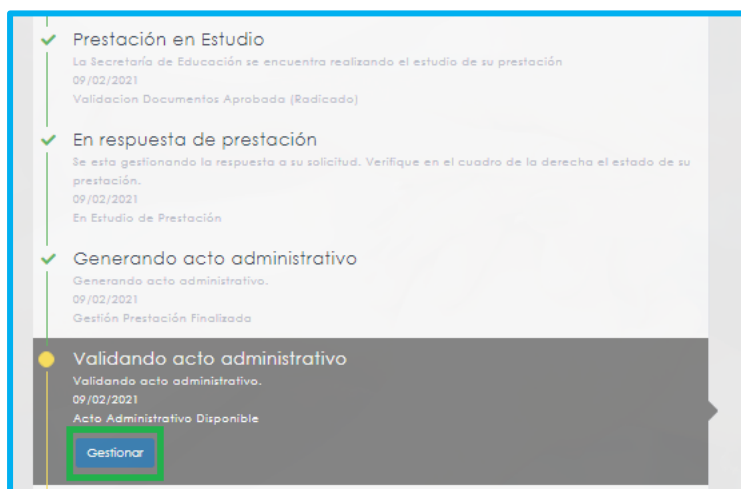 Prestación en Estudio
La Secretaría de Educación se encuentra realizando el estudio de su prestación
09/02/2021
Validacion Documentos Aprobada (Radicado)
En respuesta de prestación
Se esta gestionando la respuesta a su solicitud. Verifique en el cuadro de la derecha el estado de su
prestación.
09/02/2021
En Estudio de Prestación
Generando acto administrativo
Generando acto administrativo.
09/02/2021
Gestión Prestación Finalizada
Validando acto administrativo
Validando acto administrativo.
09/02/2021
Acto Administrativo Disponible
Gestionar